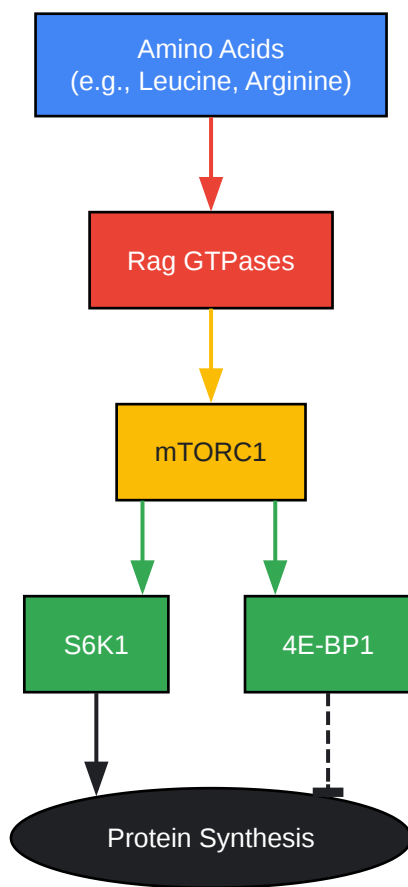 Amino Acids
(e.g., Leucine, Arginine)
Rag GTPases
mTORC1
S6K1
4E-BP1
Protein Synthesis